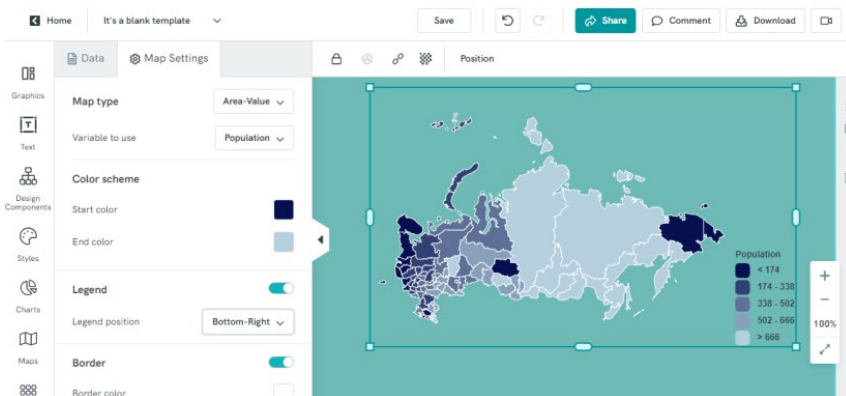 Home
It's a blank template
Save
Share
Comment
Download
Data
Map Settings
Position
Graphics
Text
Design
Components
Styles
Charts
Maps
Map type
Area-Value
Variable to use
Population
Color scheme
Start color
End color
Legend
Legend position
Bottom-Right
Border
Border color
Population
< 174
174 - 338
338 - 502
502 - 666
> 666
+
−
100%